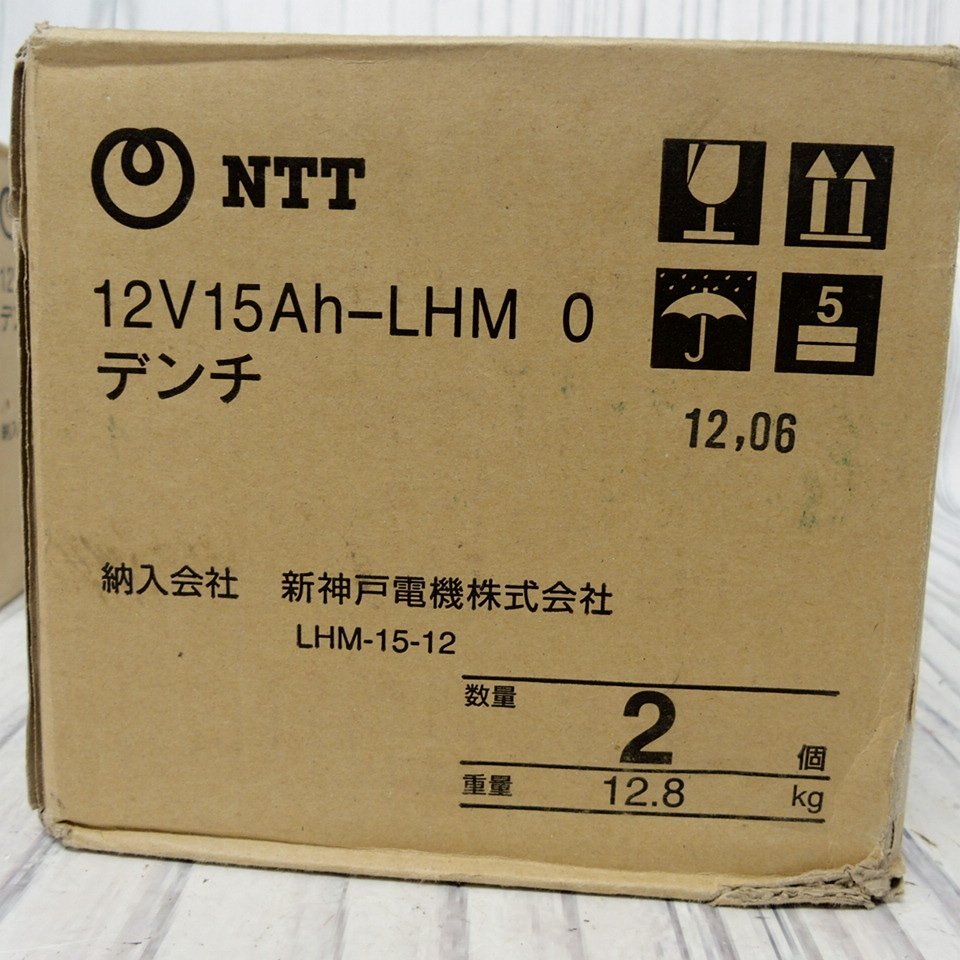 NTT
12V15Ah-LHM 0
デンチ
5
12,06
納入会社 新神戸電機株式会社
LHM-15-12
数量 2 個
重量 12.8 kg